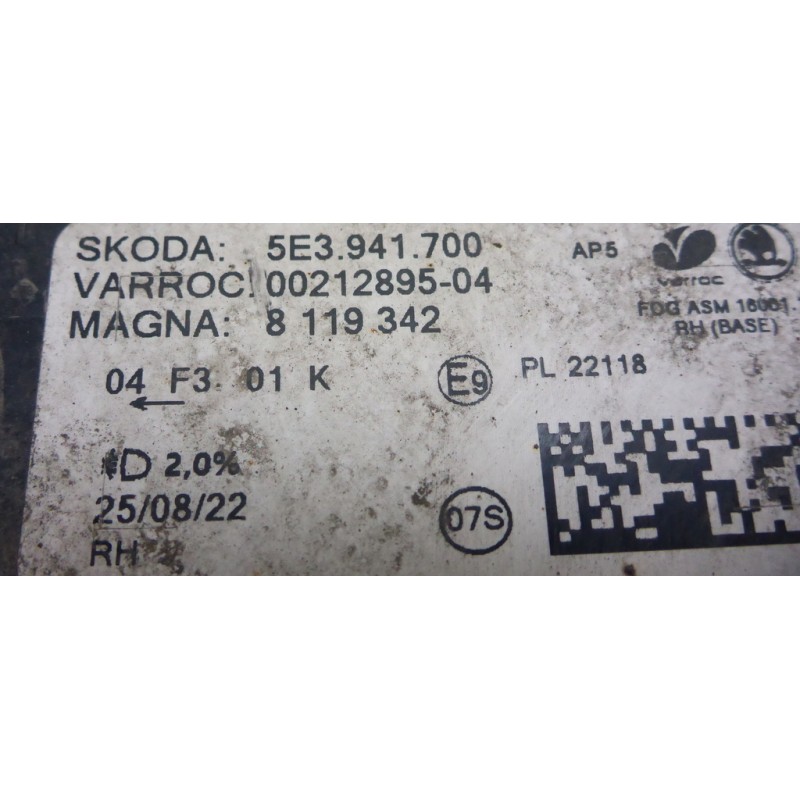 SKODA: 5E3.941.700 AP5
VARROC: 00212895-04 varroc
MAGNA: 8 119 342 FOG ASM 16001.
RH (BASE)
04 F3 01 K E9 PL 22118
D 2,0%
25/08/22 07S
RH